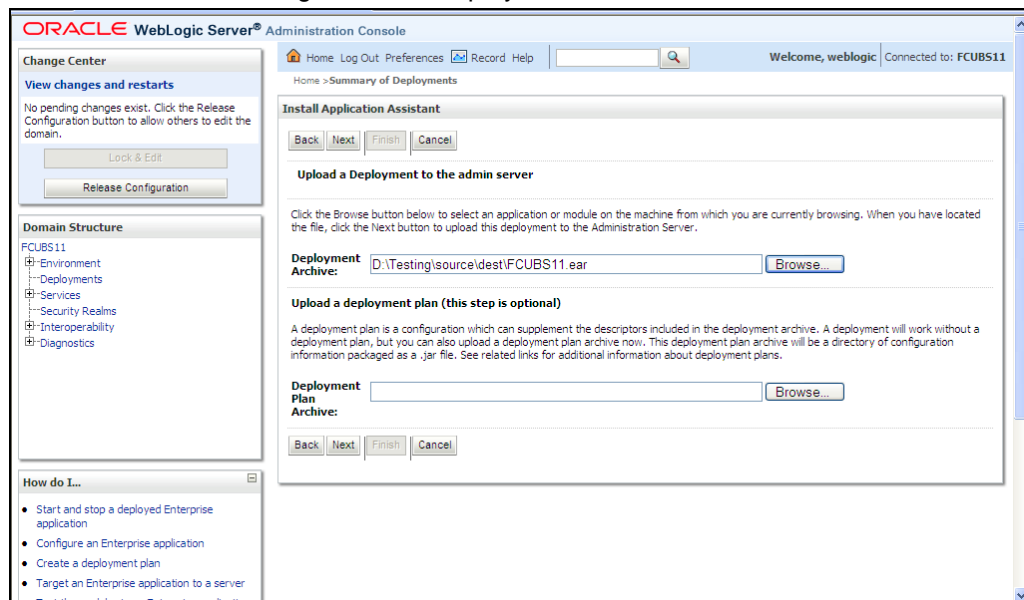 ORACLE WebLogic Server® Administration Console
Change Center
View changes and restarts
No pending changes exist. Click the Release
Configuration button to allow others to edit the
domain.
Lock & Edit
Release Configuration
Domain Structure
FCUBS11
Environment
Deployments
Services
Security Realms
Interoperability
Diagnostics
How do I...
Start and stop a deployed Enterprise
application
Configure an Enterprise application
Create a deployment plan
Target an Enterprise application to a server
Home Log Out Preferences Record Help
Welcome, weblogic Connected to: FCUBS11
Home >Summary of Deployments
Install Application Assistant
Back Next Finish Cancel
Upload a Deployment to the admin server
Click the Browse button below to select an application or module on the machine from which you are currently browsing. When you have located
the file, click the Next button to upload this deployment to the Administration Server.
Deployment
Archive: D:\Testing\source\dest\FCUBS11.ear Browse...
Upload a deployment plan (this step is optional)
A deployment plan is a configuration which can supplement the descriptors included in the deployment archive. A deployment will work without a
deployment plan, but you can also upload a deployment plan archive now. This deployment plan archive will be a directory of configuration
information packaged as a .jar file. See related links for additional information about deployment plans.
Deployment
Plan Browse...
Archive:
Back Next Finish Cancel